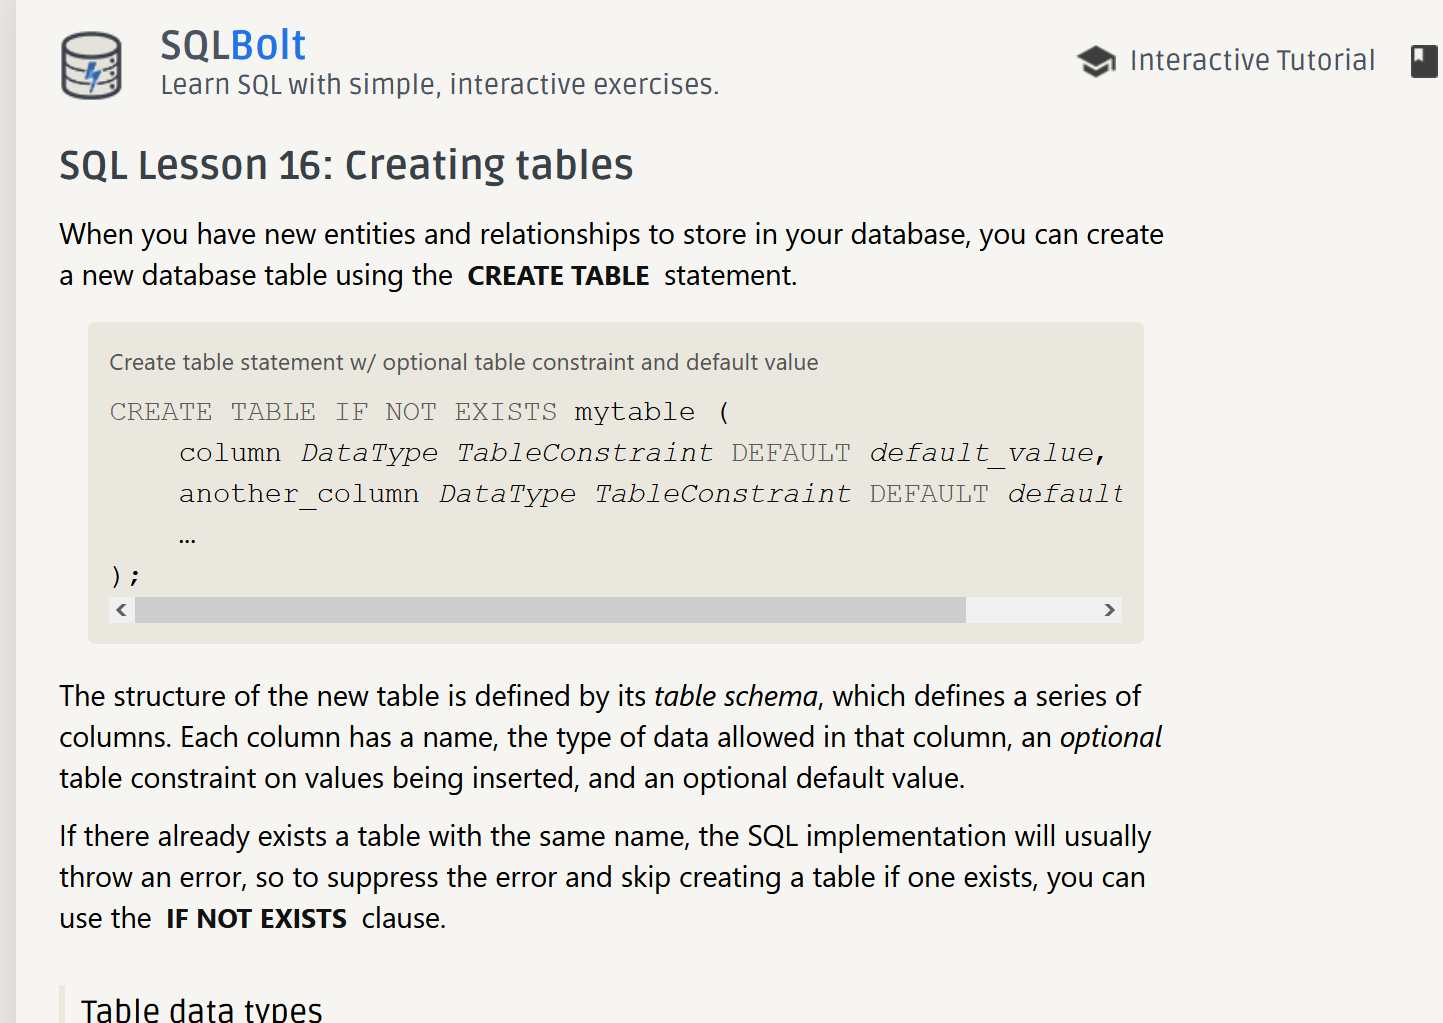 SQLBolt
Learn SQL with simple, interactive exercises.
Interactive Tutorial
SQL Lesson 16: Creating tables
When you have new entities and relationships to store in your database, you can create
a new database table using the CREATE TABLE statement.
Create table statement w/ optional table constraint and default value
CREATE TABLE IF NOT EXISTS mytable (
column DataType TableConstraint DEFAULT default_value,
another_column DataType TableConstraint DEFAULT default
…
);
The structure of the new table is defined by its table schema, which defines a series of
columns. Each column has a name, the type of data allowed in that column, an optional
table constraint on values being inserted, and an optional default value.
If there already exists a table with the same name, the SQL implementation will usually
throw an error, so to suppress the error and skip creating a table if one exists, you can
use the IF NOT EXISTS clause.
Table data types